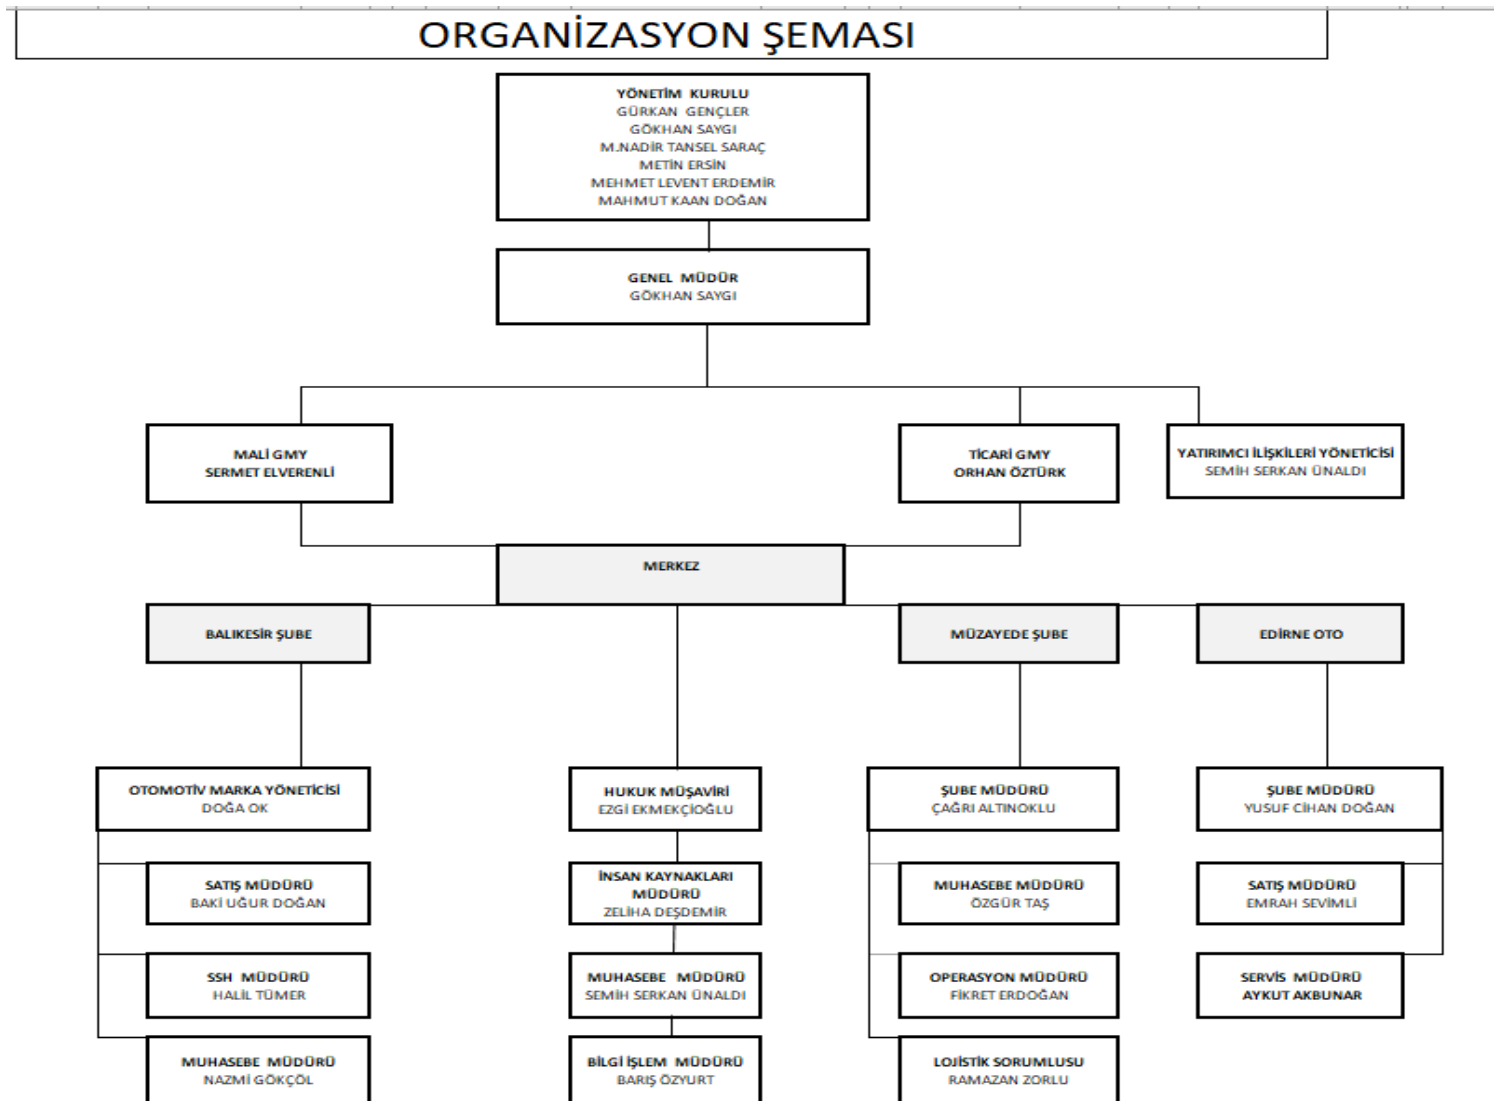 ORGANİZASYON ŞEMASI
YÖNETİM KURULU
GÜRKAN GENÇLER
GÖKHAN SAYGI
M.NADİR TANSEL SARAÇ
METİN ERSİN
MEHMET LEVENT ERDEMİR
MAHMUT KAAN DOĞAN
GENEL MÜDÜR
GÖKHAN SAYGI
MALİ GMY
SERMET ELVERENLİ
TİCARİ GMY
ORHAN ÖZTÜRK
YATIRIMCI İLİŞKİLERİ YÖNETİCİSİ
SEMİH SERKAN ÜNALDI
MERKEZ
BALIKESİR ŞUBE
MÜZAYEDE ŞUBE
EDİRNE OTO
OTOMOTİV MARKA YÖNETİCİSİ
DOĞA OK
HUKUK MÜŞAVİRİ
EZGİ EKMEKÇİOĞLU
ŞUBE MÜDÜRÜ
ÇAĞRI ALTINOKLU
ŞUBE MÜDÜRÜ
YUSUF CİHAN DOĞAN
SATIŞ MÜDÜRÜ
BAKİ UĞUR DOĞAN
İNSAN KAYNAKLARI
MÜDÜRÜ
ZELİHA DEŞDEMİR
MUHASEBE MÜDÜRÜ
ÖZGÜR TAŞ
SATIŞ MÜDÜRÜ
EMRAH SEVİMLİ
SSH MÜDÜRÜ
HALİL TÜMER
MUHASEBE MÜDÜRÜ
SEMİH SERKAN ÜNALDI
OPERASYON MÜDÜRÜ
FİKRET ERDOĞAN
SERVİS MÜDÜRÜ
AYKUT AKBUNAR
MUHASEBE MÜDÜRÜ
NAZMİ GÖKÇÖL
BİLGİ İŞLEM MÜDÜRÜ
BARIŞ ÖZYURT
LOJİSTİK SORUMLUSU
RAMAZAN ZORLU